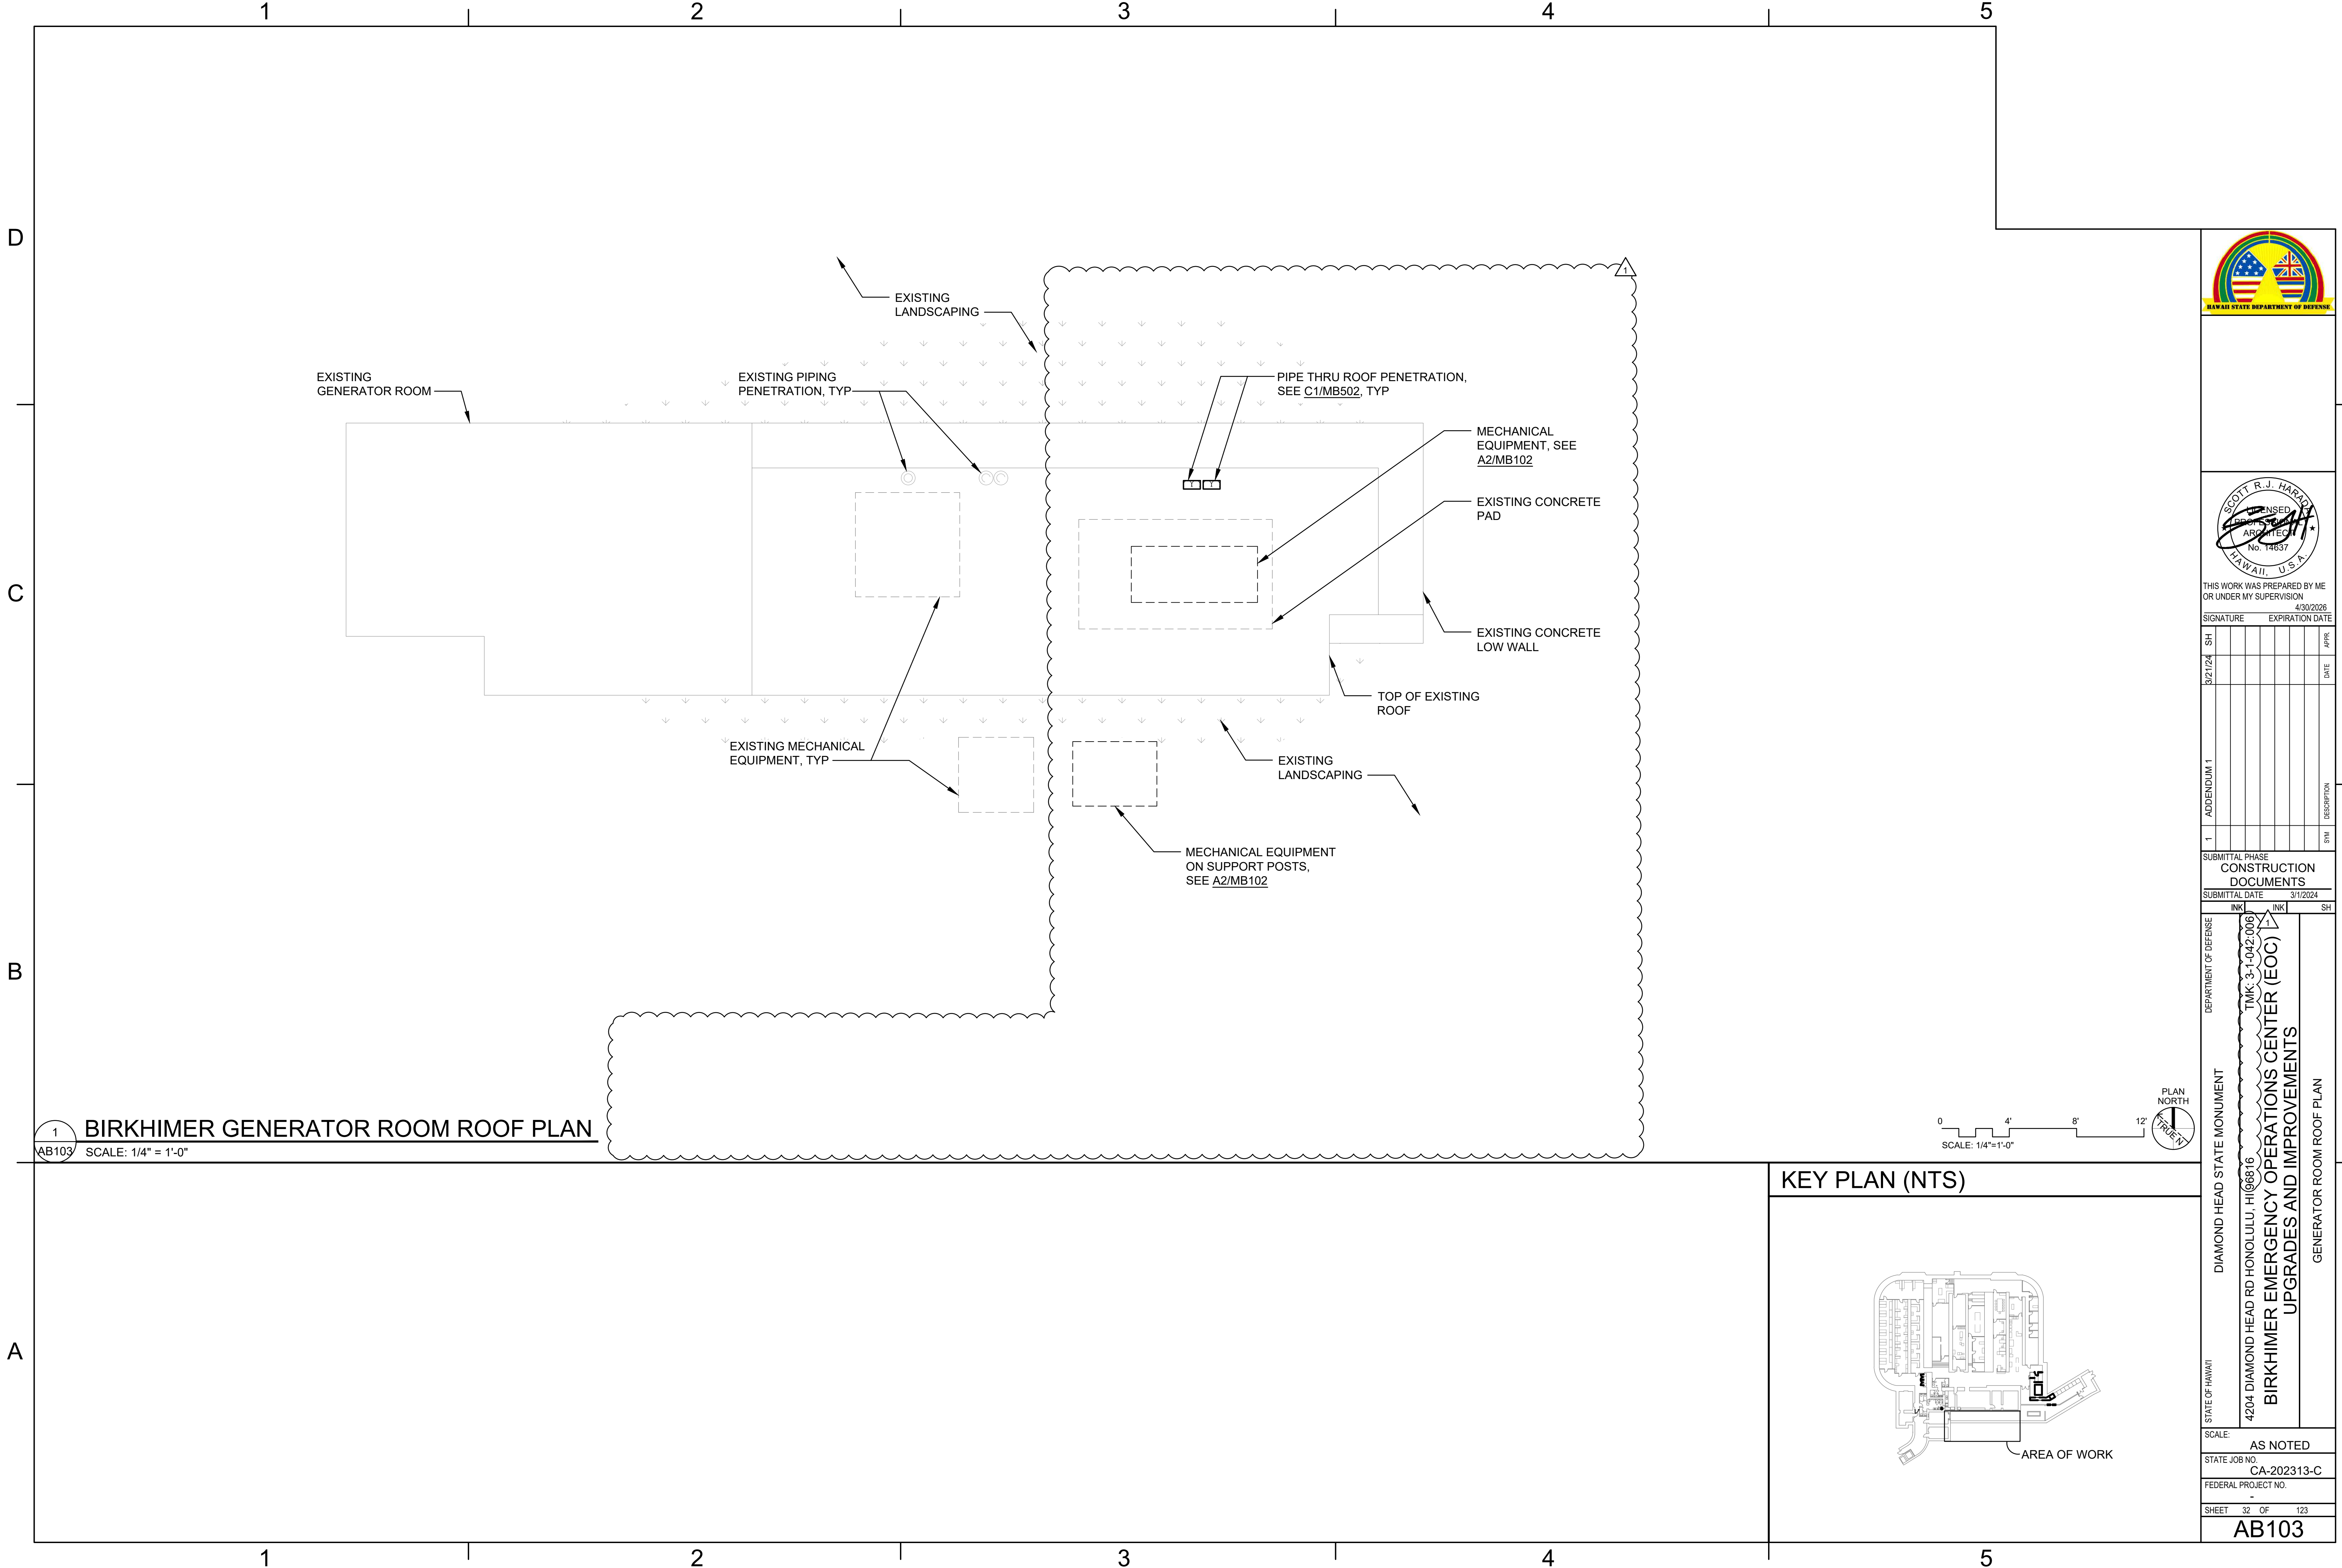 1
2
3
4
5
D
C
B
A
EXISTING
LANDSCAPING
EXISTING
GENERATOR ROOM
EXISTING PIPING
PENETRATION, TYP
PIPE THRU ROOF PENETRATION,
SEE C1/MB502, TYP
MECHANICAL
EQUIPMENT, SEE
A2/MB102
EXISTING CONCRETE
PAD
EXISTING CONCRETE
LOW WALL
TOP OF EXISTING
ROOF
EXISTING MECHANICAL
EQUIPMENT, TYP
EXISTING
LANDSCAPING
MECHANICAL EQUIPMENT
ON SUPPORT POSTS,
SEE A2/MB102
1
1
AB103
BIRKHIMER GENERATOR ROOM ROOF PLAN
SCALE: 1/4" = 1'-0"
0 4' 8' 12'
SCALE: 1/4"=1'-0"
PLAN
NORTH
TRUE N
KEY PLAN (NTS)
AREA OF WORK
HAWAII STATE DEPARTMENT OF DEFENSE
SCOTT R.J. HARADA
LICENSED
PROFESSIONAL
ARCHITECT
No. 14637
HAWAII, U.S.A.
THIS WORK WAS PREPARED BY ME
OR UNDER MY SUPERVISION
4/30/2026
SIGNATURE EXPIRATION DATE
1 ADDENDUM 1 3/21/24 SH
SYM DESCRIPTION DATE APPR.
SUBMITTAL PHASE
CONSTRUCTION
DOCUMENTS
SUBMITTAL DATE 3/1/2024
INK INK SH
1
STATE OF HAWAI'I DEPARTMENT OF DEFENSE
DIAMOND HEAD STATE MONUMENT
4204 DIAMOND HEAD RD HONOLULU, HI 96816 TMK: 3-1-042:006
BIRKHIMER EMERGENCY OPERATIONS CENTER (EOC)
UPGRADES AND IMPROVEMENTS
GENERATOR ROOM ROOF PLAN
SCALE:
AS NOTED
STATE JOB NO.
CA-202313-C
FEDERAL PROJECT NO.
-
SHEET 32 OF 123
AB103
1
2
3
4
5